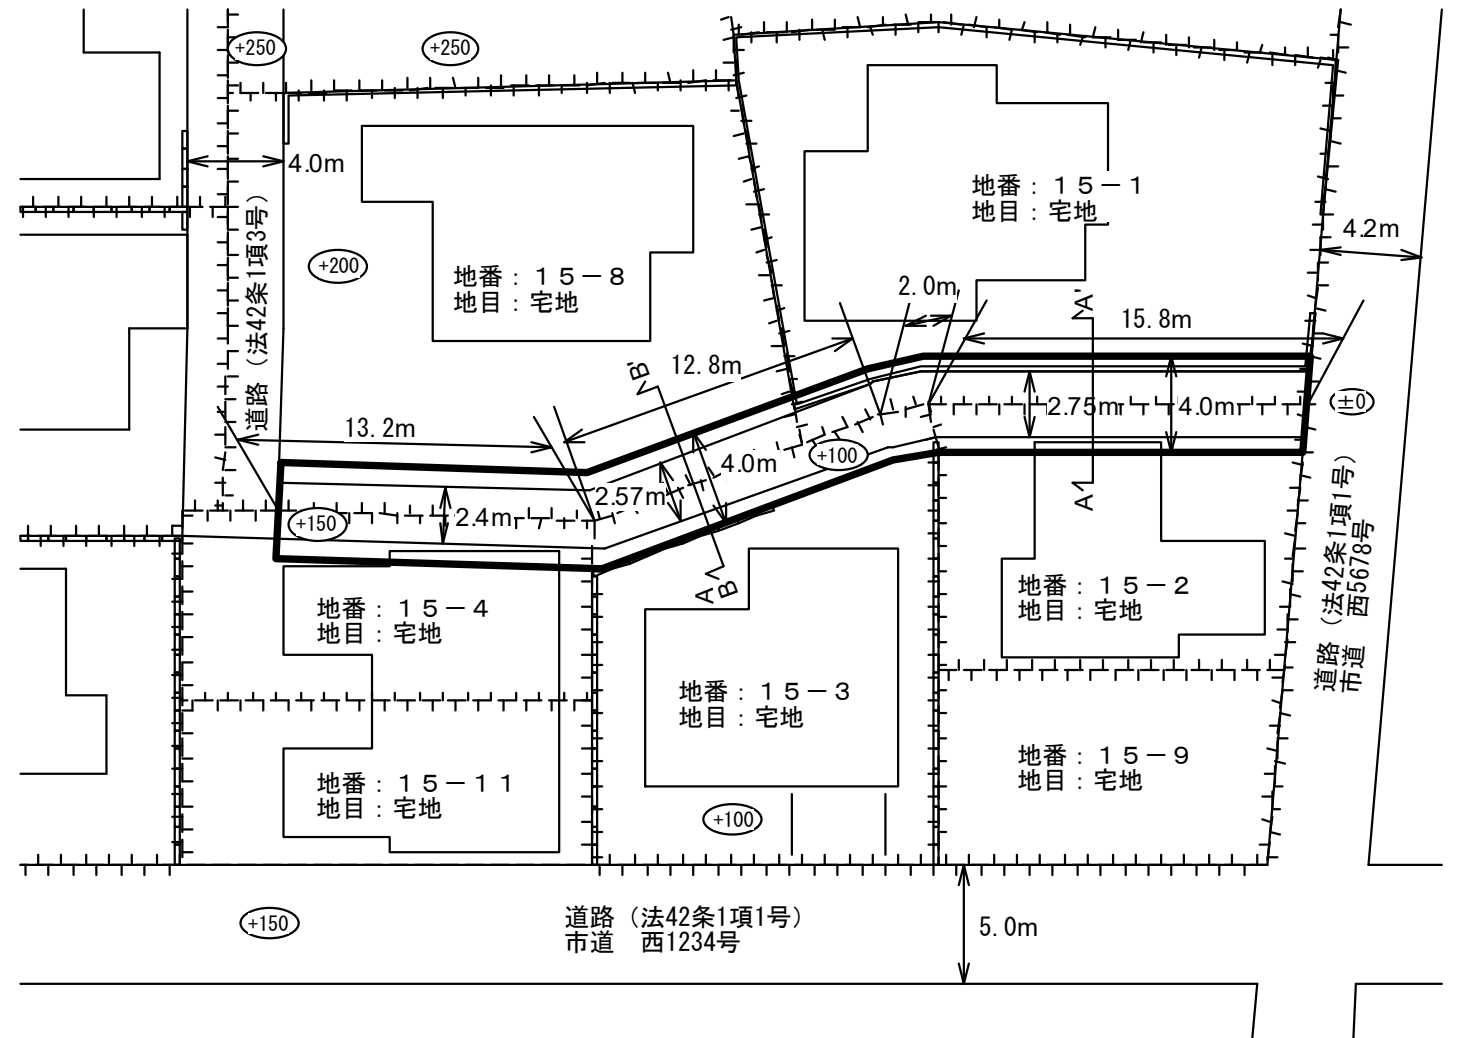 +250
+250
4.0m
道路（法42条1項3号）
+200
地番：１５－８
地目：宅地
地番：１５－１
地目：宅地
4.2m
2.0m
A'
15.8m
B'
12.8m
13.2m
2.75m
4.0m
±0
+100
4.0m
2.57m
+150
2.4m
A
A
B
地番：１５－４
地目：宅地
地番：１５－２
地目：宅地
道路（法42条1項1号）
市道　西5678号
地番：１５－３
地目：宅地
地番：１５－９
地目：宅地
地番：１５－１１
地目：宅地
+100
+150
道路（法42条1項1号）
市道　西1234号
5.0m